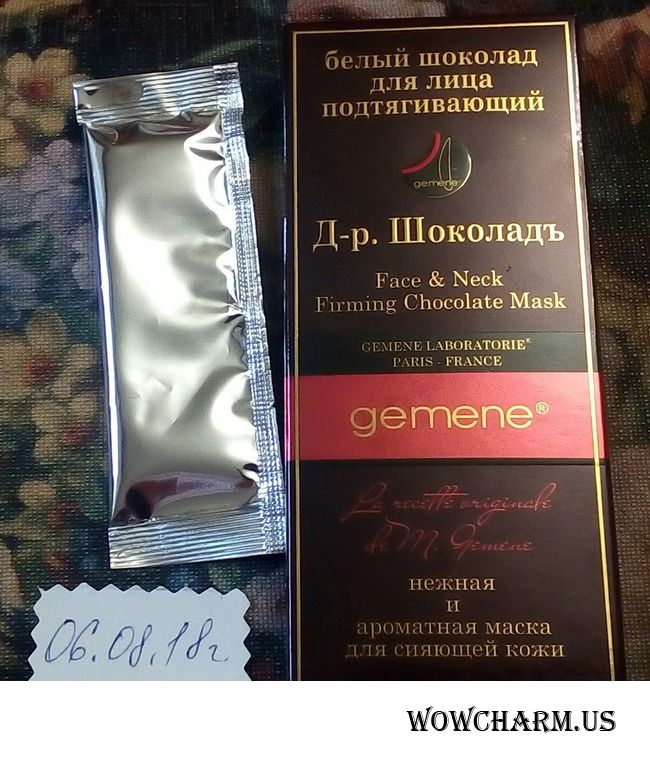 белый шоколад
для лица
подтягивающий
gemene
Д-р. Шоколадъ
Face & Neck
Firming Chocolate Mask
GEMENE LABORATORIE®
PARIS - FRANCE
gemene®
La recette originale
de M. Gemene
нежная
и
ароматная маска
для сияющей кожи
06.08.18г.
WOWCHARM.US